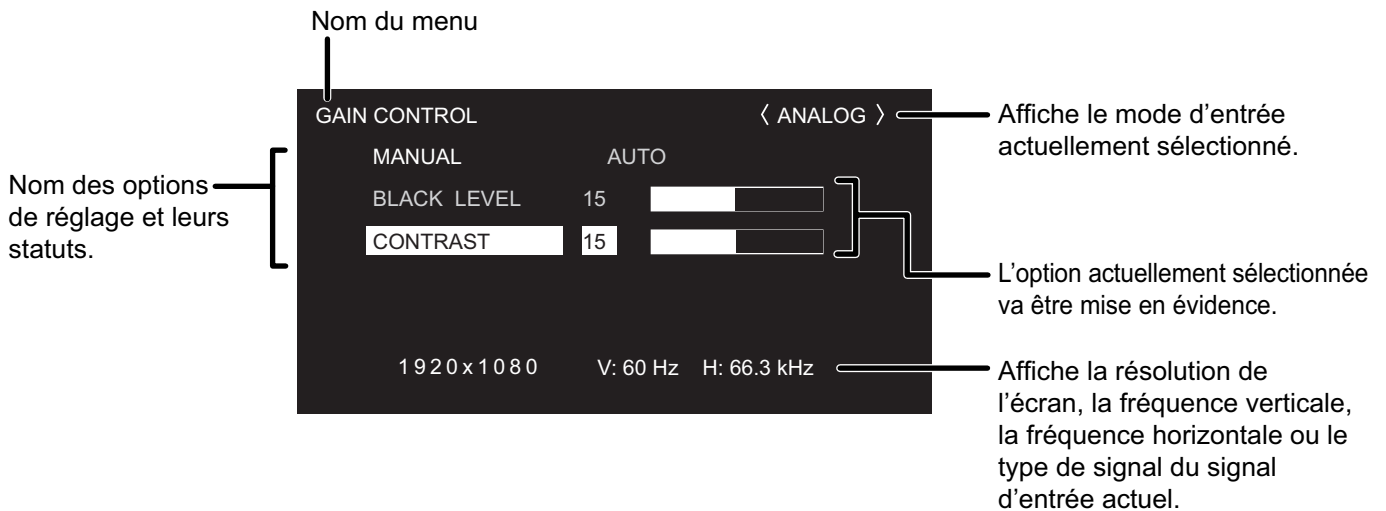 Nom du menu
GAIN CONTROL
〈 ANALOG 〉
MANUAL AUTO
BLACK LEVEL 15
CONTRAST 15
1920x1080 V: 60 Hz H: 66.3 kHz
Nom des options
de réglage et leurs
statuts.
Affiche le mode d’entrée
actuellement sélectionné.
L’option actuellement sélectionnée
va être mise en évidence.
Affiche la résolution de
l’écran, la fréquence verticale,
la fréquence horizontale ou le
type de signal du signal
d’entrée actuel.